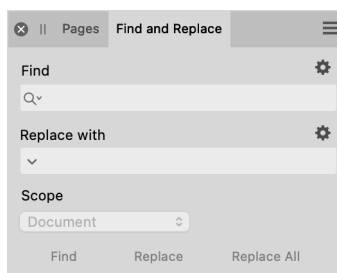 Pages Find and Replace
Find
Replace with
Scope
Document
Find Replace Replace All